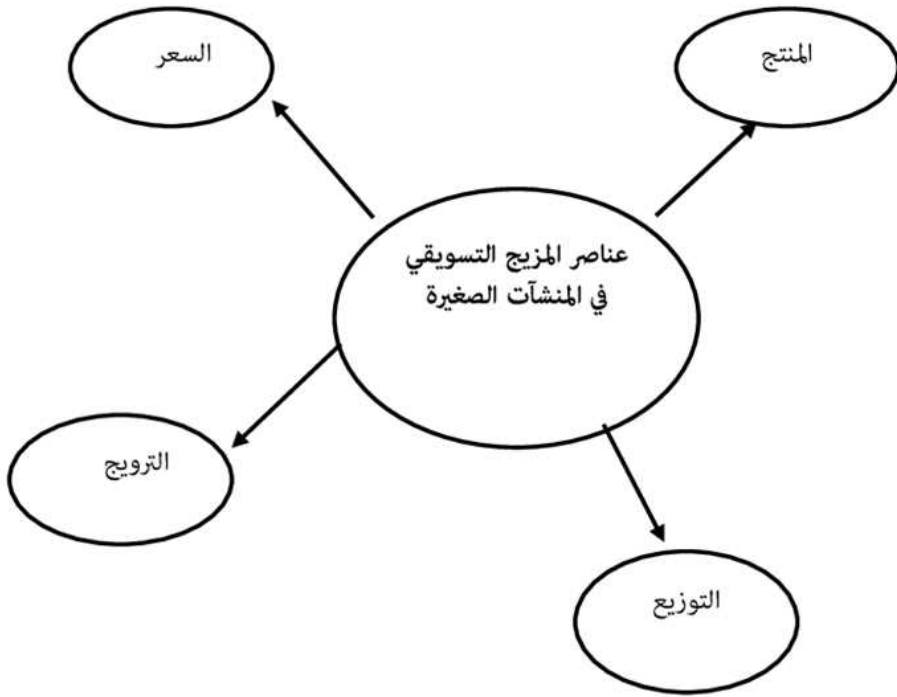 المنتج
السعر
عناصر المزيج التسويقي
في المنشآت الصغيرة
الترويج
التوزيع